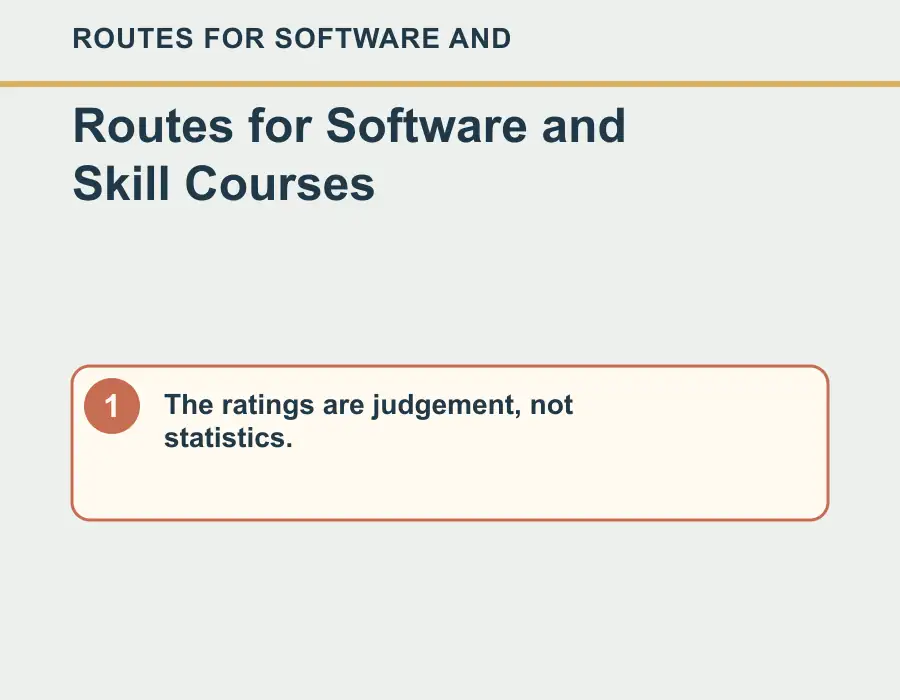 ROUTES FOR SOFTWARE AND
Routes for Software and
Skill Courses
1
The ratings are judgement, not
statistics.